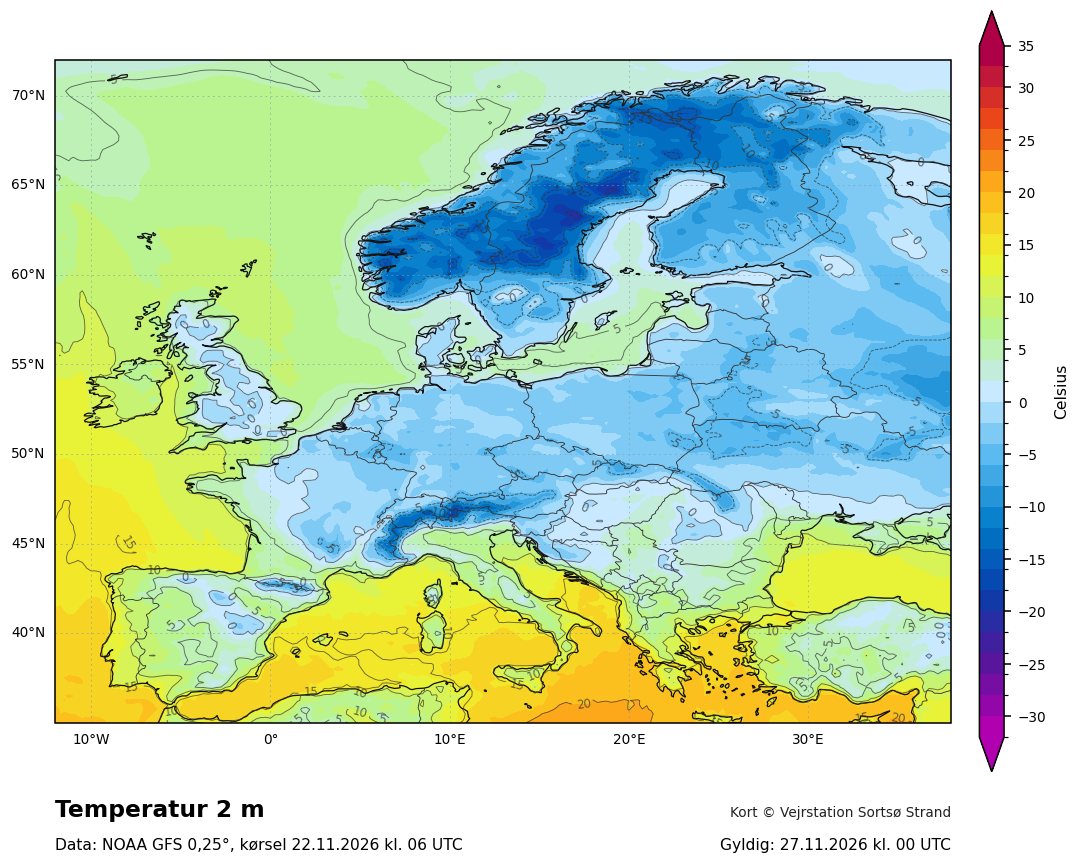 70°N
65°N
60°N
55°N
50°N
45°N
40°N
10°W
0°
10°E
20°E
30°E
35
30
25
20
15
10
5
0
−5
−10
−15
−20
−25
−30
Celsius
Temperatur 2 m
Kort © Vejrstation Sortsø Strand
Data: NOAA GFS 0,25°, kørsel 22.11.2026 kl. 06 UTC
Gyldig: 27.11.2026 kl. 00 UTC